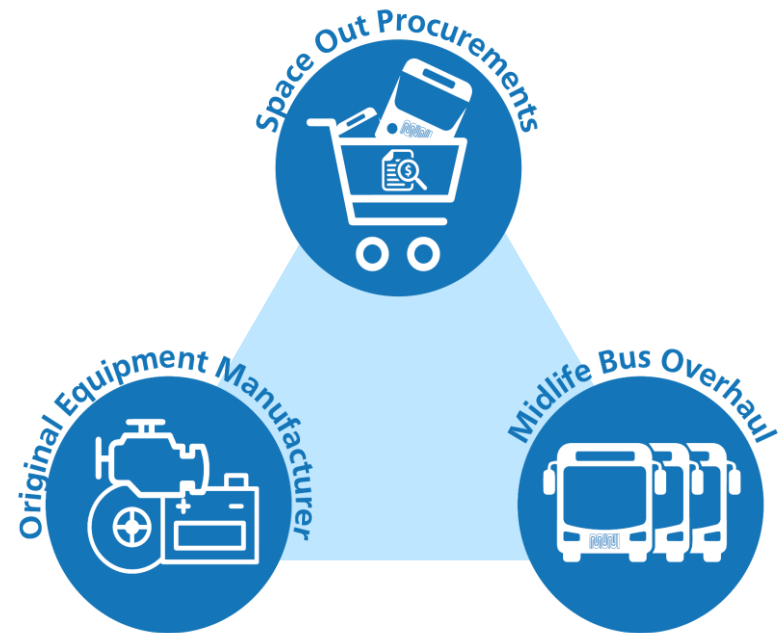 Space Out Procurements
$
Original Equipment Manufacturer
Midlife Bus Overhaul